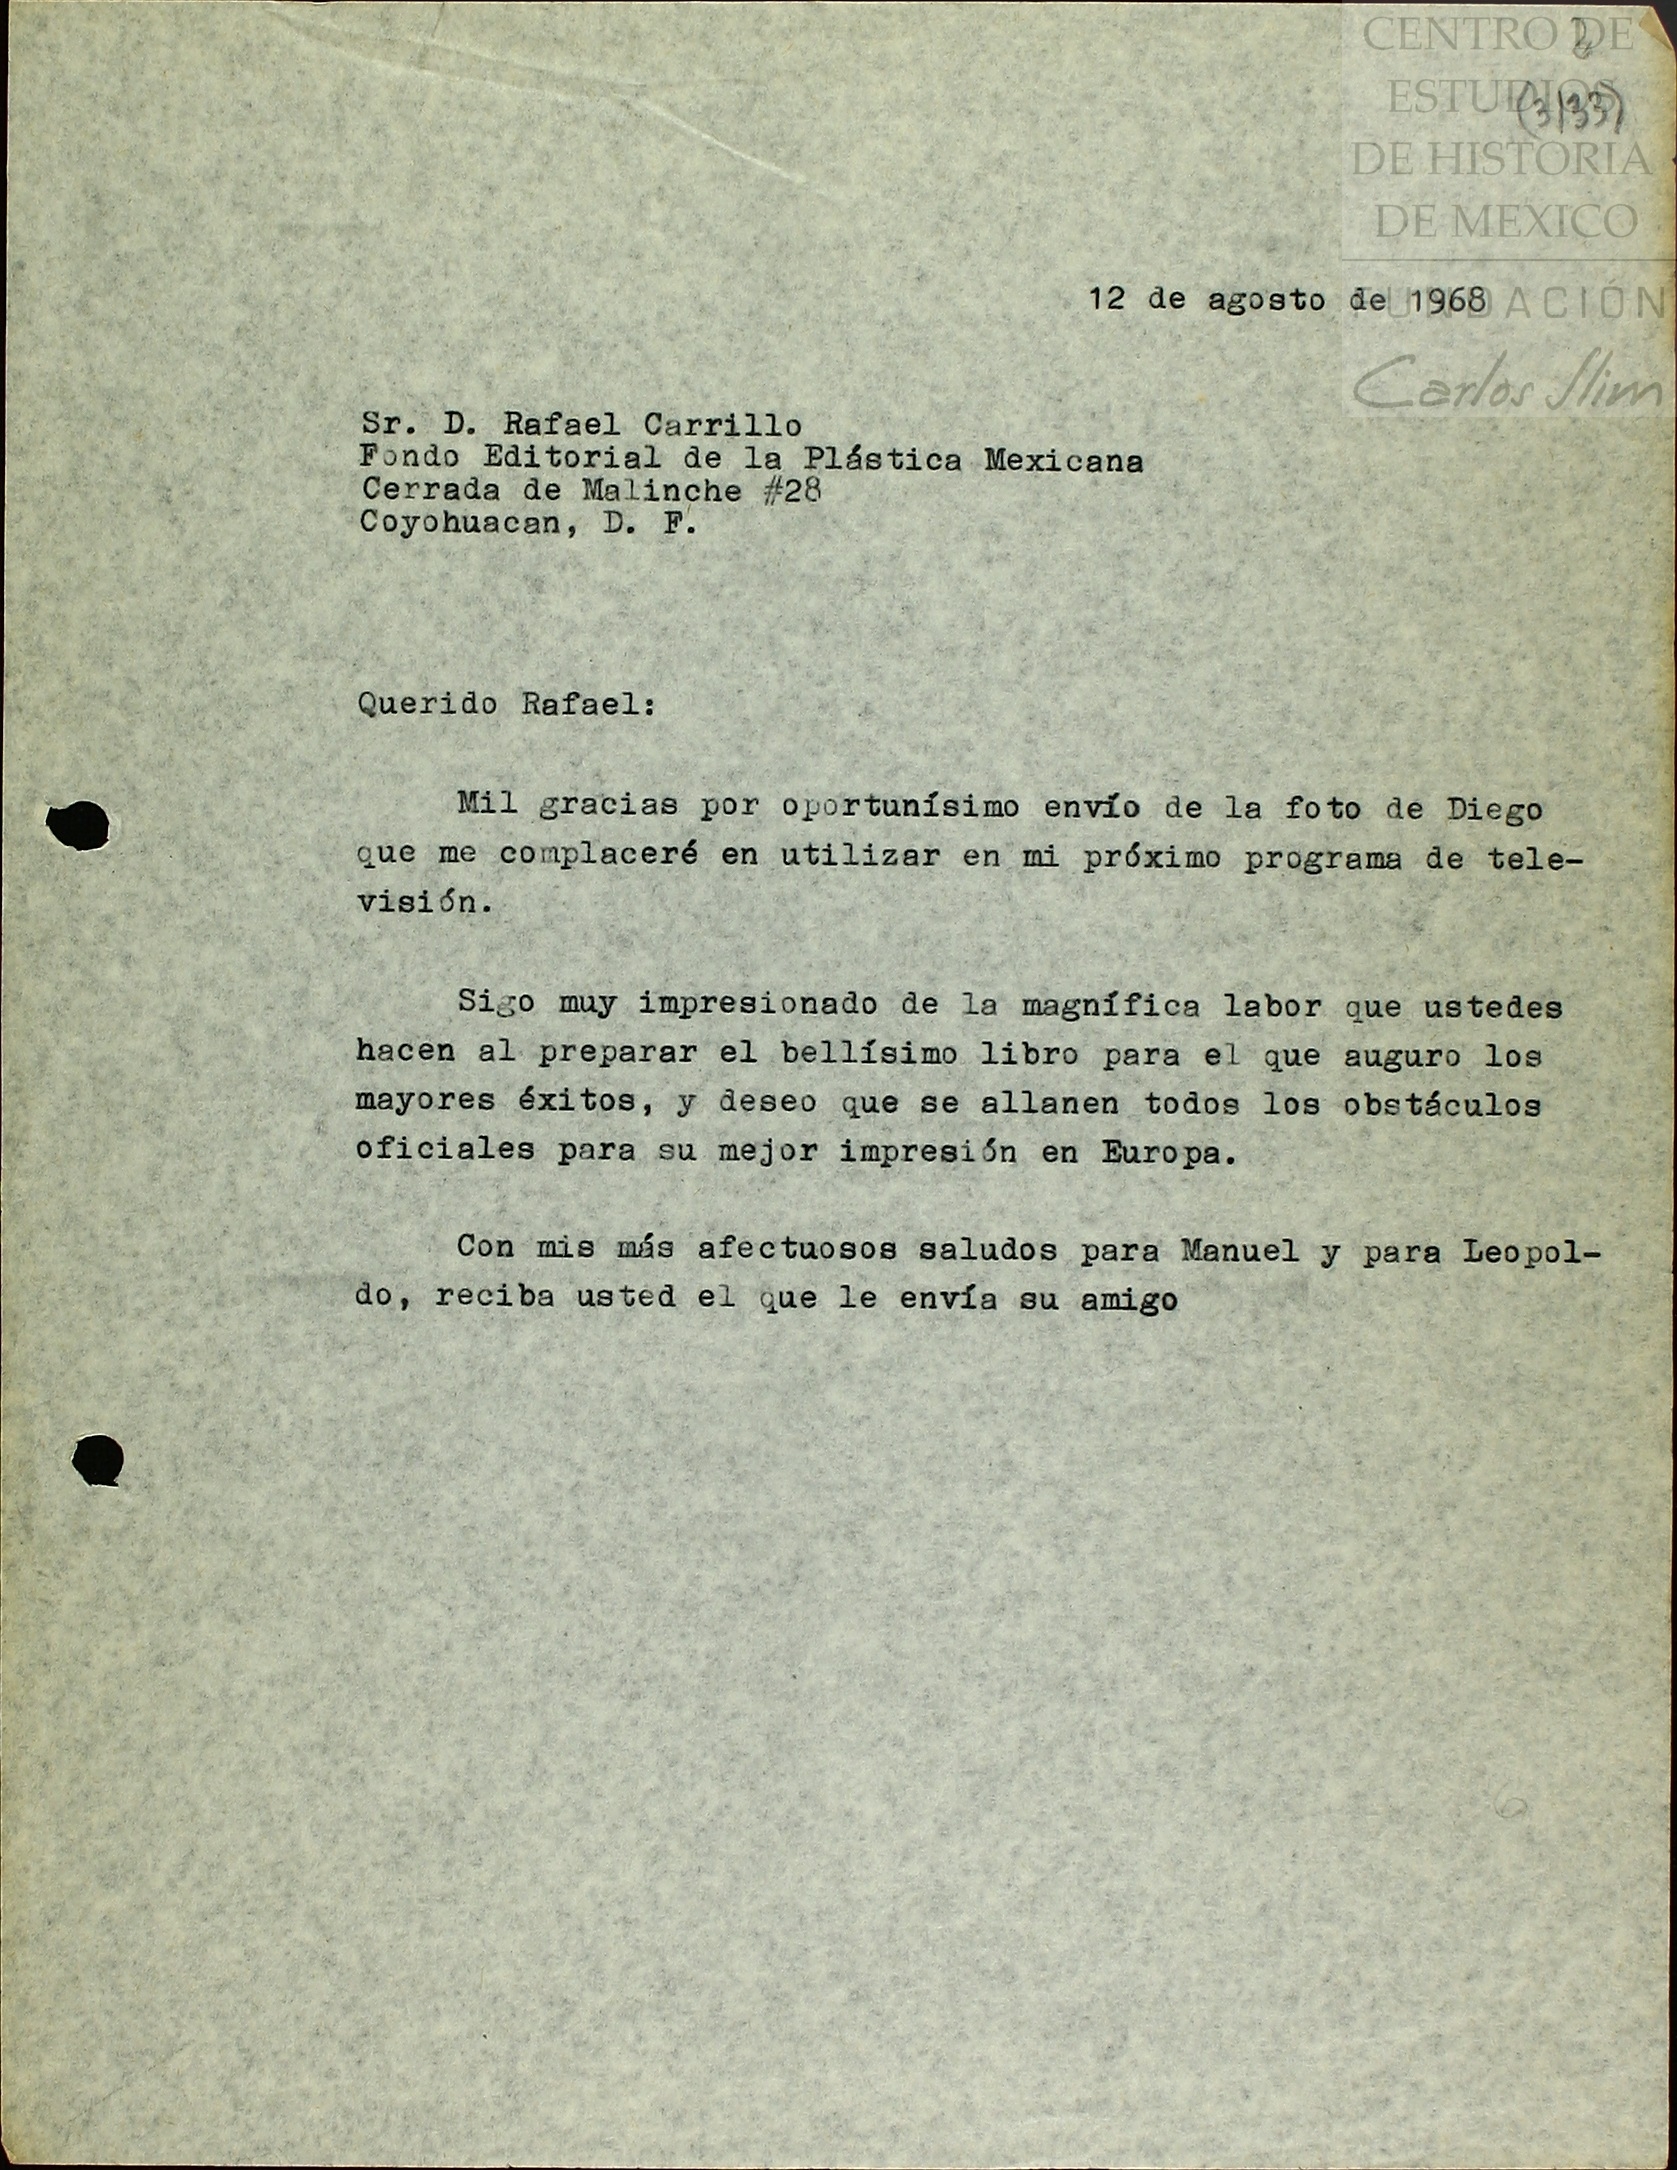 CENTRO DE
ESTUDIOS
(3133)
DE HISTORIA
DE MEXICO
FUNDACIÓN
Carlos Slim
12 de agosto de 1968
Sr. D. Rafael Carrillo
Fondo Editorial de la Plástica Mexicana
Cerrada de Malinche #28
Coyohuacan, D. F.
Querido Rafael:
Mil gracias por oportunísimo envío de la foto de Diego
que me complaceré en utilizar en mi próximo programa de tele-
visión.
Sigo muy impresionado de la magnífica labor que ustedes
hacen al preparar el bellísimo libro para el que auguro los
mayores éxitos, y deseo que se allanen todos los obstáculos
oficiales para su mejor impresión en Europa.
Con mis más afectuosos saludos para Manuel y para Leopol-
do, reciba usted el que le envía su amigo